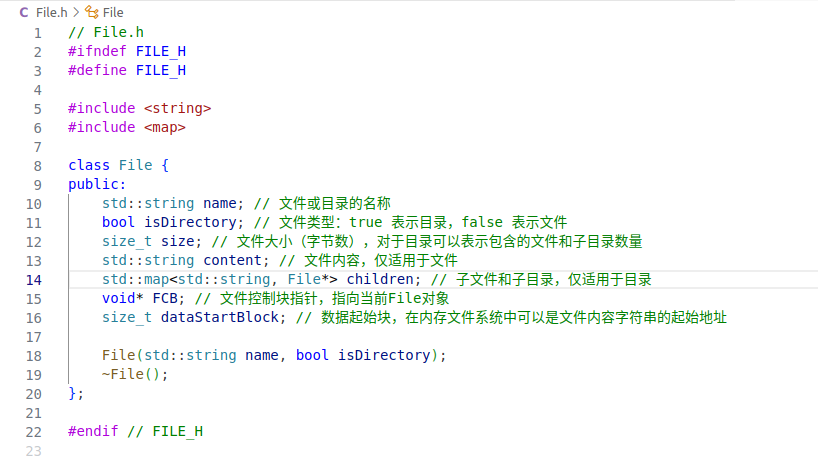 C File.h > File
1 // File.h
2 #ifndef FILE_H
3 #define FILE_H
4
5 #include <string>
6 #include <map>
7
8 class File {
9 public:
10 std::string name; // 文件或目录的名称
11 bool isDirectory; // 文件类型：true 表示目录，false 表示文件
12 size_t size; // 文件大小（字节数），对于目录可以表示包含的文件和子目录数量
13 std::string content; // 文件内容，仅适用于文件
14 std::map<std::string, File*> children; // 子文件和子目录，仅适用于目录
15 void* FCB; // 文件控制块指针，指向当前File对象
16 size_t dataStartBlock; // 数据起始块，在内存文件系统中可以是文件内容字符串的起始地址
17
18 File(std::string name, bool isDirectory);
19 ~File();
20 };
21
22 #endif // FILE_H
23